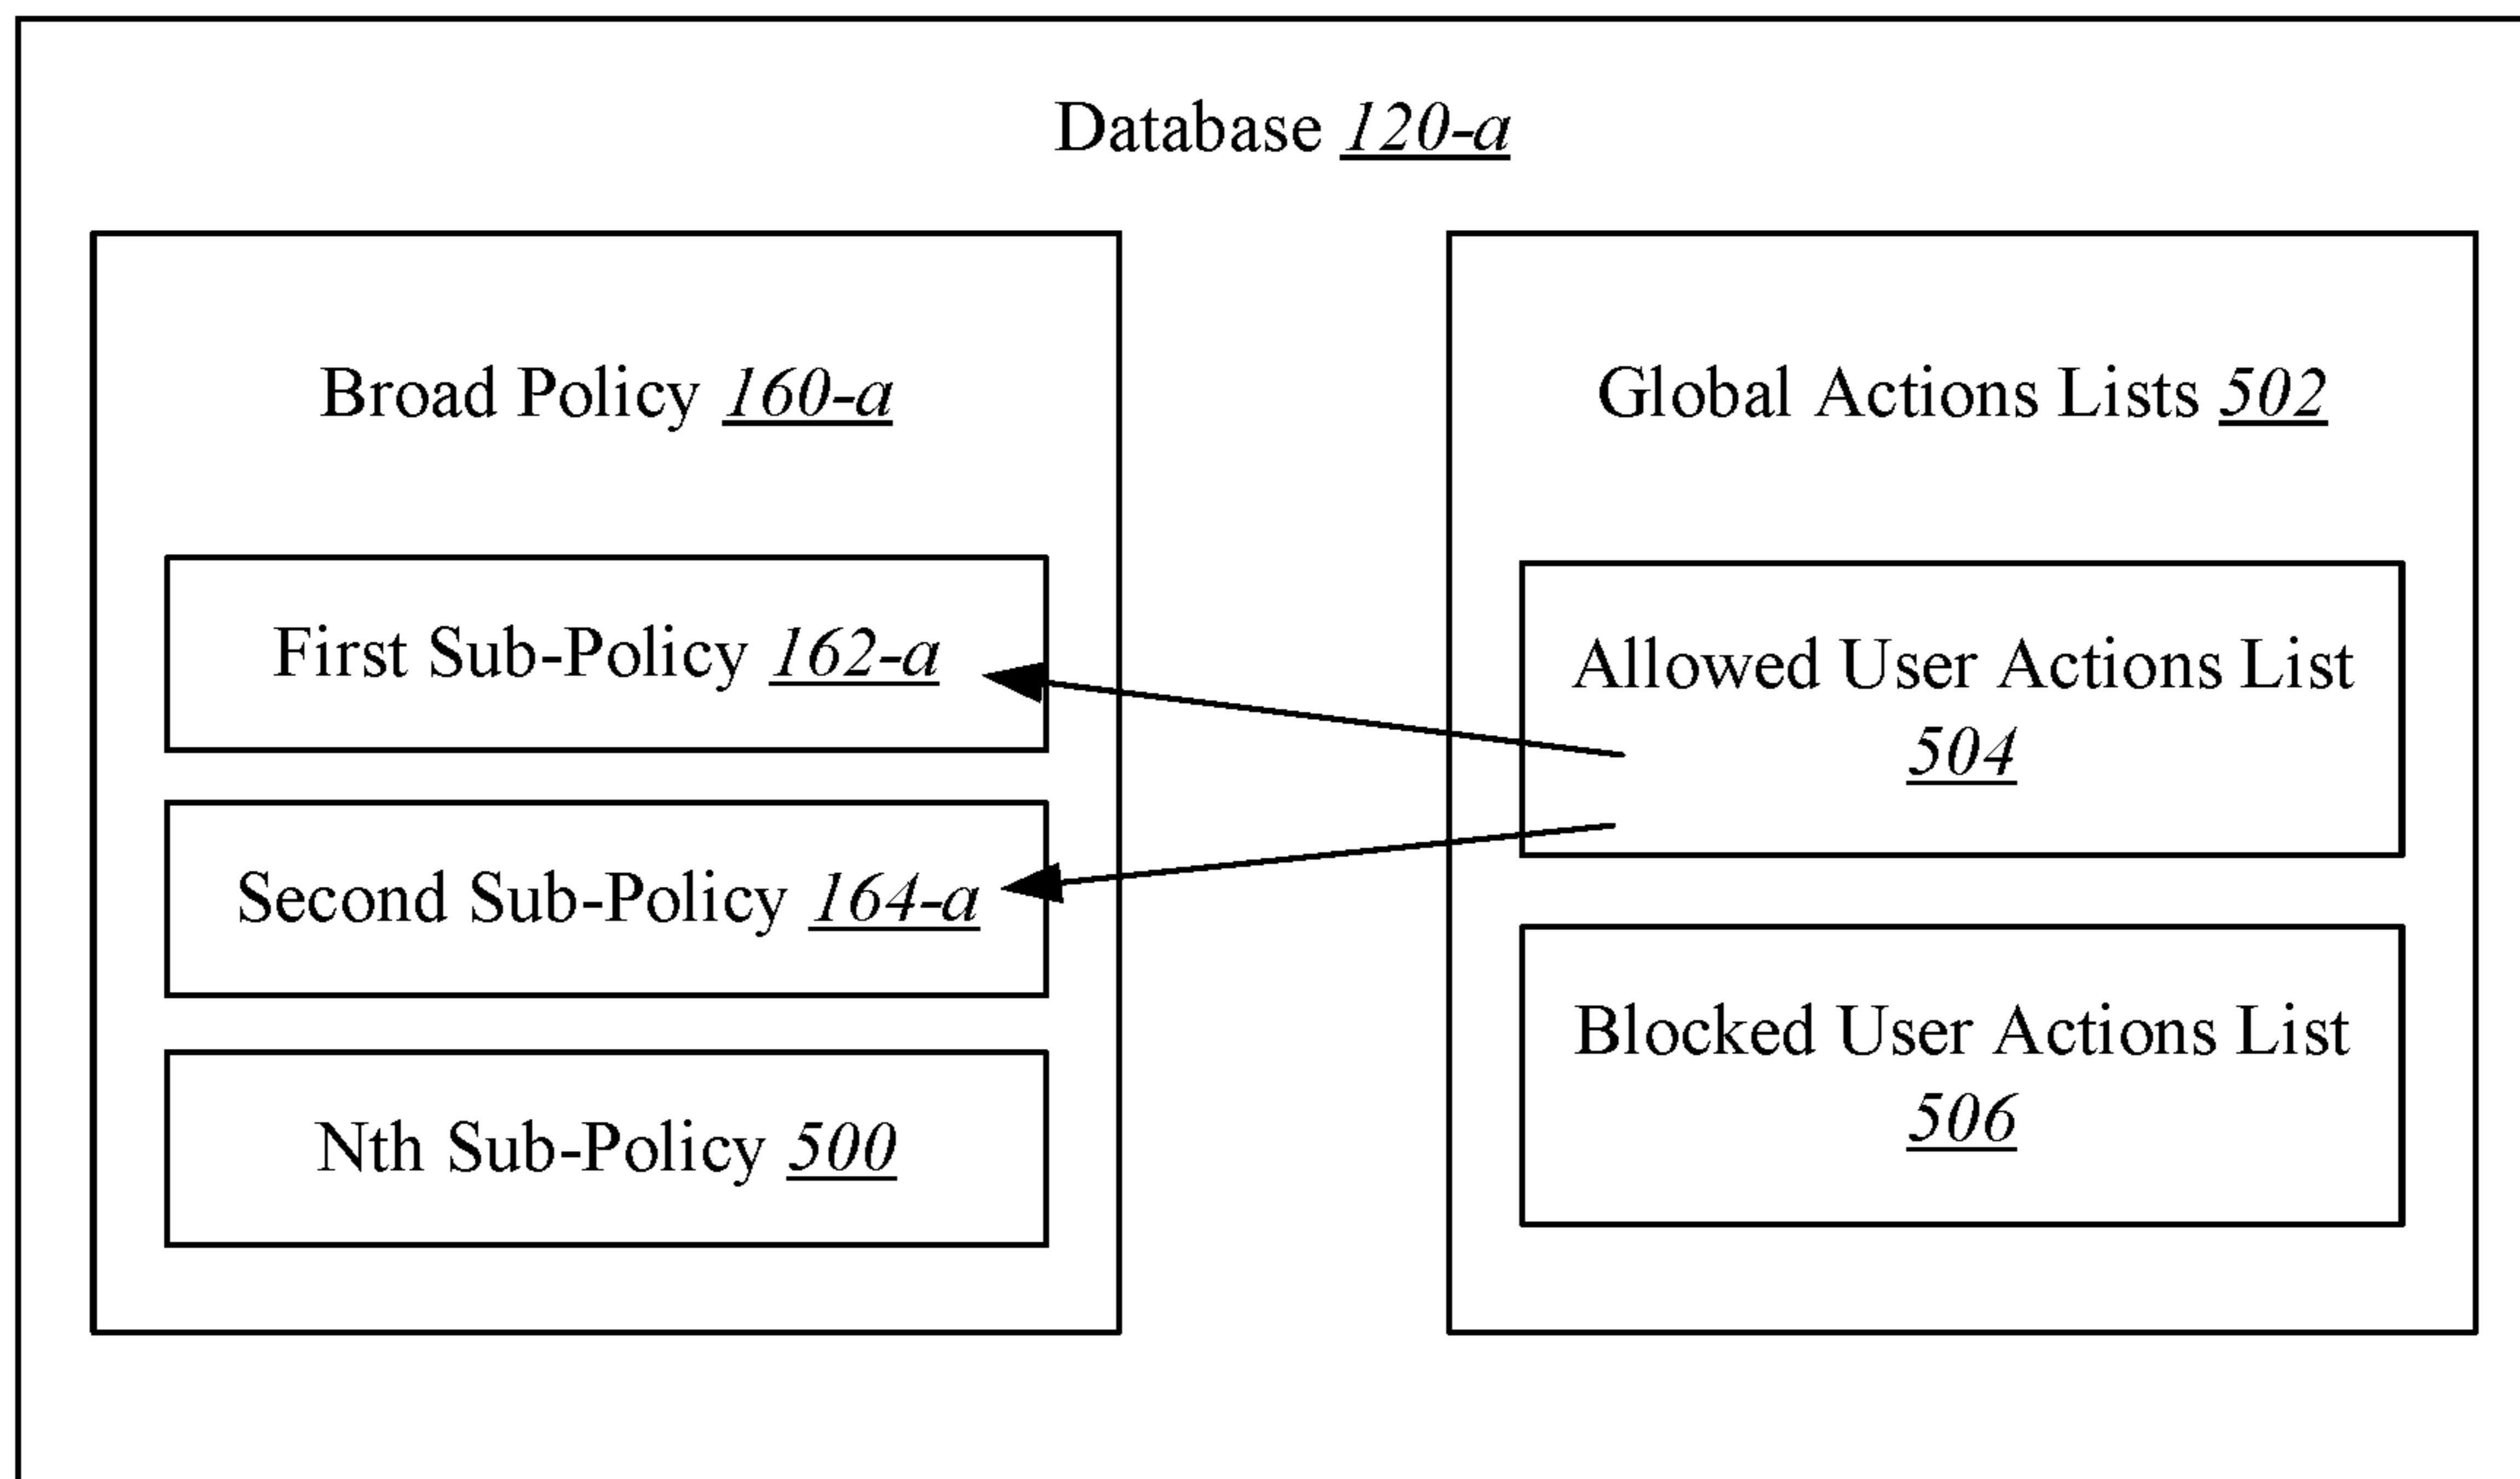 Database 120-a
Broad Policy 160-a
First Sub-Policy 162-a
Second Sub-Policy 164-a
Nth Sub-Policy 500
Global Actions Lists 502
Allowed User Actions List
504
Blocked User Actions List
506